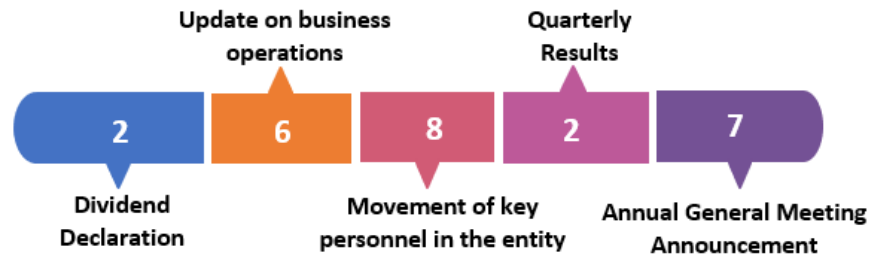 Update on business
operations
Quarterly
Results
2
6
8
2
7
Dividend
Declaration
Movement of key
personnel in the entity
Annual General Meeting
Announcement